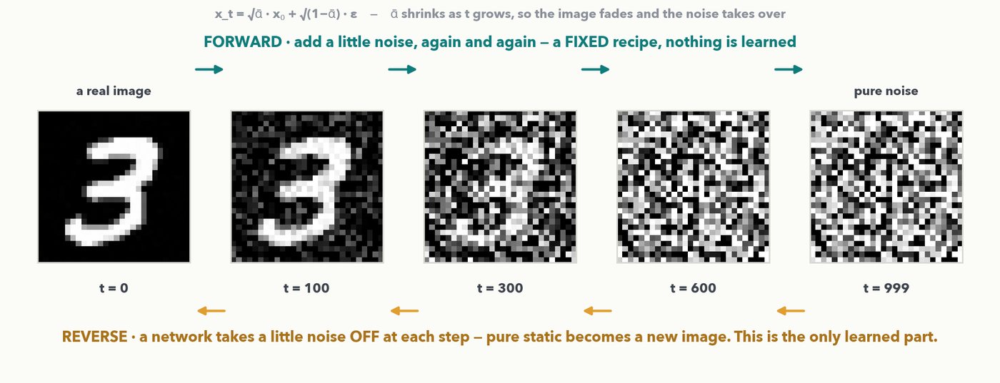 x_t = √ᾱ · x₀ + √(1−ᾱ) · ε — ᾱ shrinks as t grows, so the image fades and the noise takes over
FORWARD · add a little noise, again and again — a FIXED recipe, nothing is learned
a real image
pure noise
t = 0
t = 100
t = 300
t = 600
t = 999
REVERSE · a network takes a little noise OFF at each step — pure static becomes a new image. This is the only learned part.